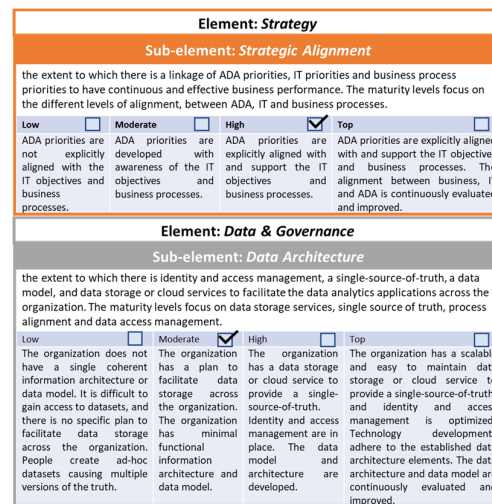 Element: Strategy
Sub-element: Strategic Alignment
the extent to which there is a linkage of ADA priorities, IT priorities and business process
priorities to have continuous and effective business performance. The maturity levels focus on
the different levels of alignment, between ADA, IT and business processes.
Low
ADA priorities are
not explicitly
aligned with the
IT objectives and
business
processes.
Moderate
ADA priorities are
developed with
awareness of the IT
objectives and
business processes.
High
ADA priorities are
explicitly aligned with
and support the IT
objectives and
business processes.
Top
ADA priorities are explicitly aligned
with and support the IT objective
and business processes. The
alignment between business, IT
and ADA is continuously evaluate
and improved.
Element: Data & Governance
Sub-element: Data Architecture
the extent to which there is identity and access management, a single-source-of-truth, a data
model, and data storage or cloud services to facilitate the data analytics applications across the
organization. The maturity levels focus on data storage services, single source of truth, process
alignment and data access management.
Low
The organization does not
have a single coherent
information architecture or
data model. It is difficult to
gain access to datasets, and
there is no specific plan to
facilitate data storage
across the organization.
People create ad-hoc
datasets causing multiple
versions of the truth.
Moderate
The organization
has a plan to
facilitate data
storage across
the organization.
The organization
has minimal
functional
information
architecture and
data model.
High
The organization
has a data storage
or cloud service to
provide a single-
source-of-truth.
Identity and access
management are in
place. The data
model and
architecture are
developed.
Top
The organization has a scalabl
and easy to maintain dat
storage or cloud service t
provide a single-source-of-truth
and identity and acces
management is optimized
Technology development
adhere to the established dat
architecture elements. The dat
architecture and data model ar
continuously evaluated an
improved.